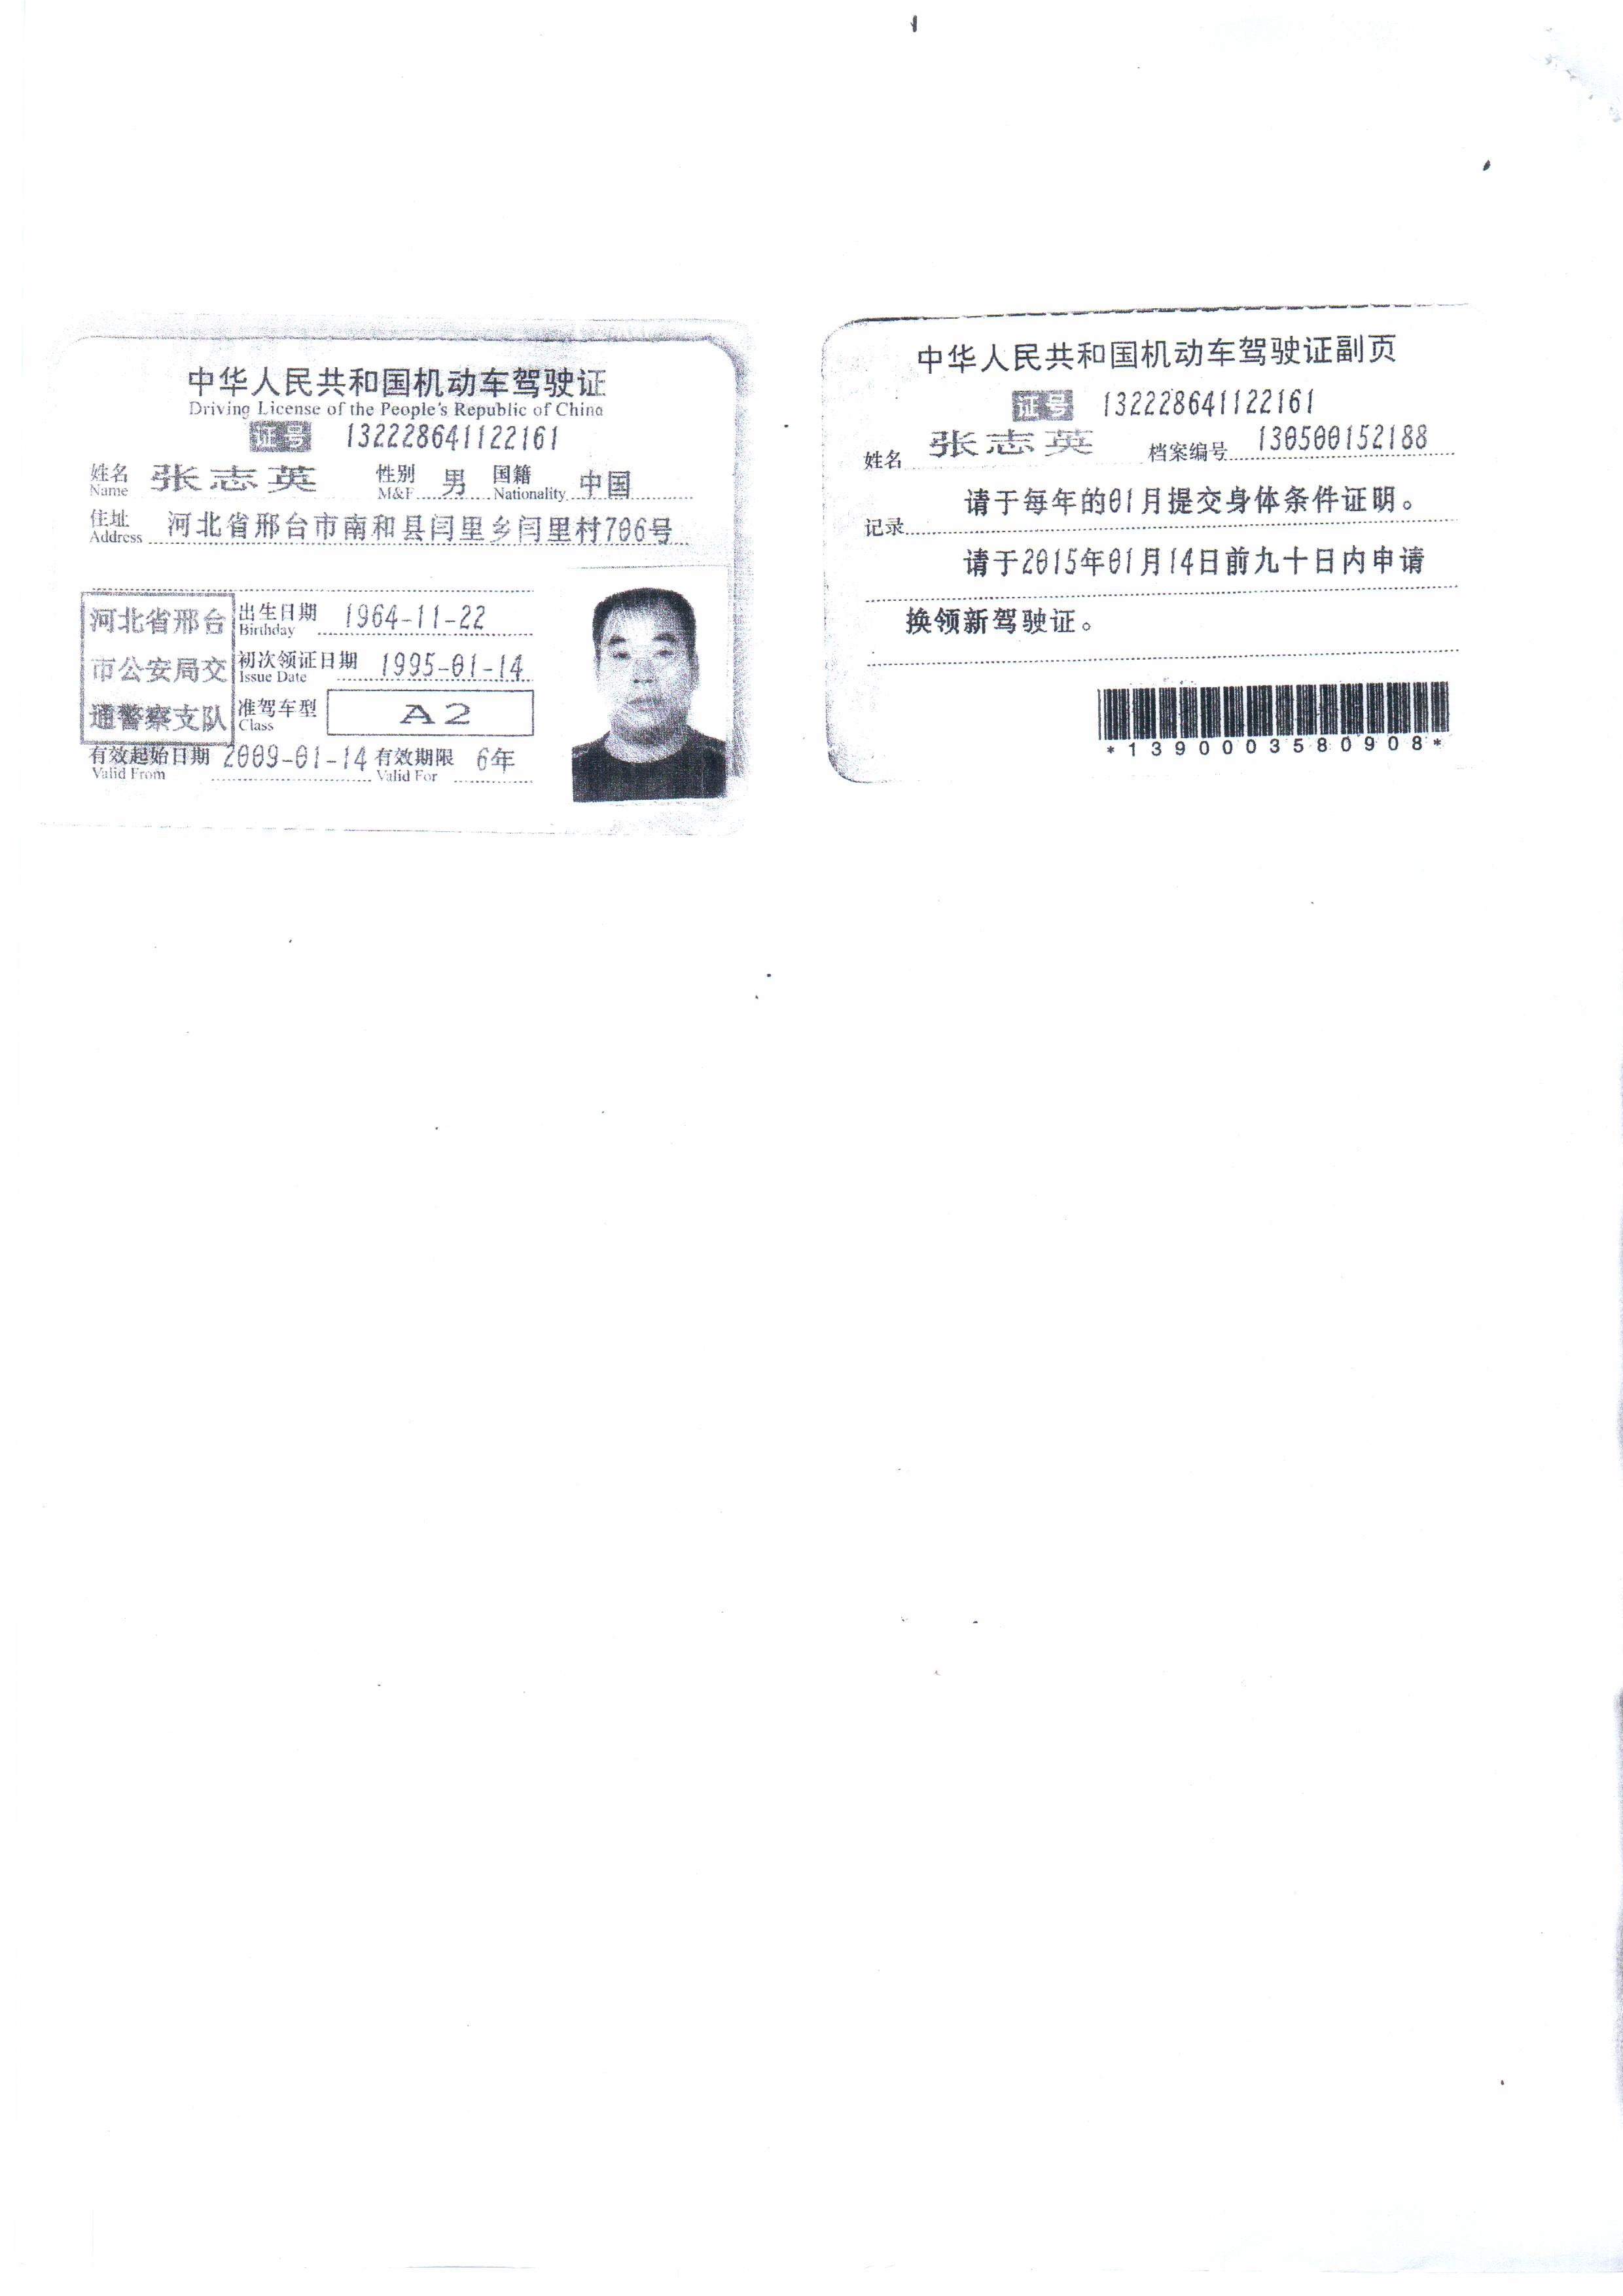 中华人民共和国机动车驾驶证
Driving License of the People's Republic of China
证号 132228641122161
姓名 张志英 性别 男 国籍 中国
Name M&F Nationality
住址 河北省邢台市南和县闫里乡闫里村706号
Address
河北省邢台
市公安局交
通警察支队
出生日期 1964-11-22
Birthday
初次领证日期 1995-01-14
Issue Date
准驾车型 A2
Class
有效起始日期 2009-01-14 有效期限 6年
Valid From Valid For
中华人民共和国机动车驾驶证副页
证号 132228641122161
姓名 张志英 档案编号 130500152188
请于每年的01月提交身体条件证明。
记录
请于2015年01月14日前九十日内申请
换领新驾驶证。
*1390003580908*